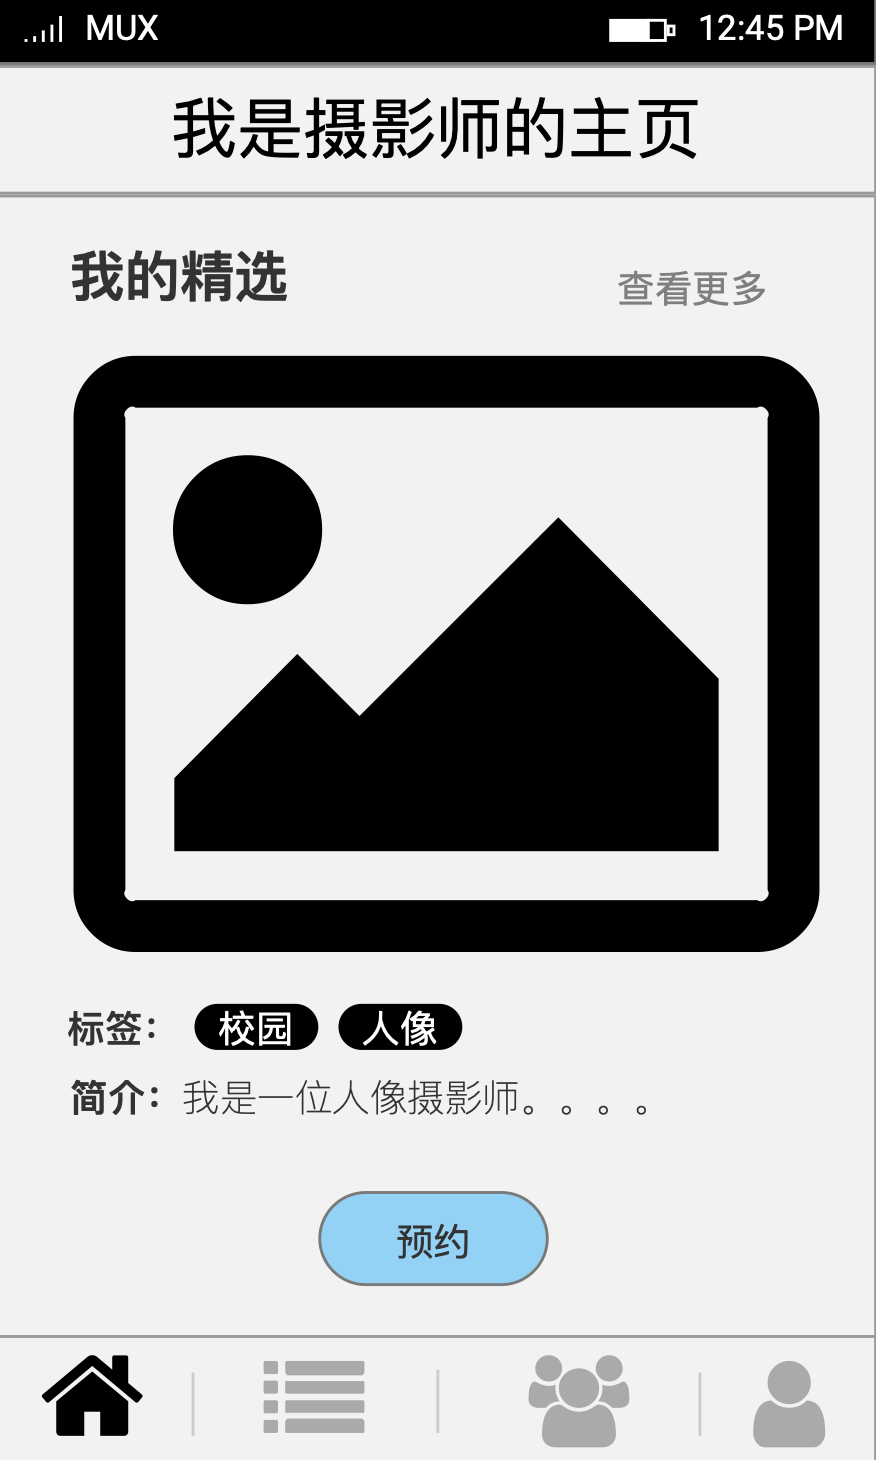 MUX 12:45 PM
我是摄影师的主页
我的精选 查看更多
标签： 校园 人像
简介：我是一位人像摄影师。。。。
预约